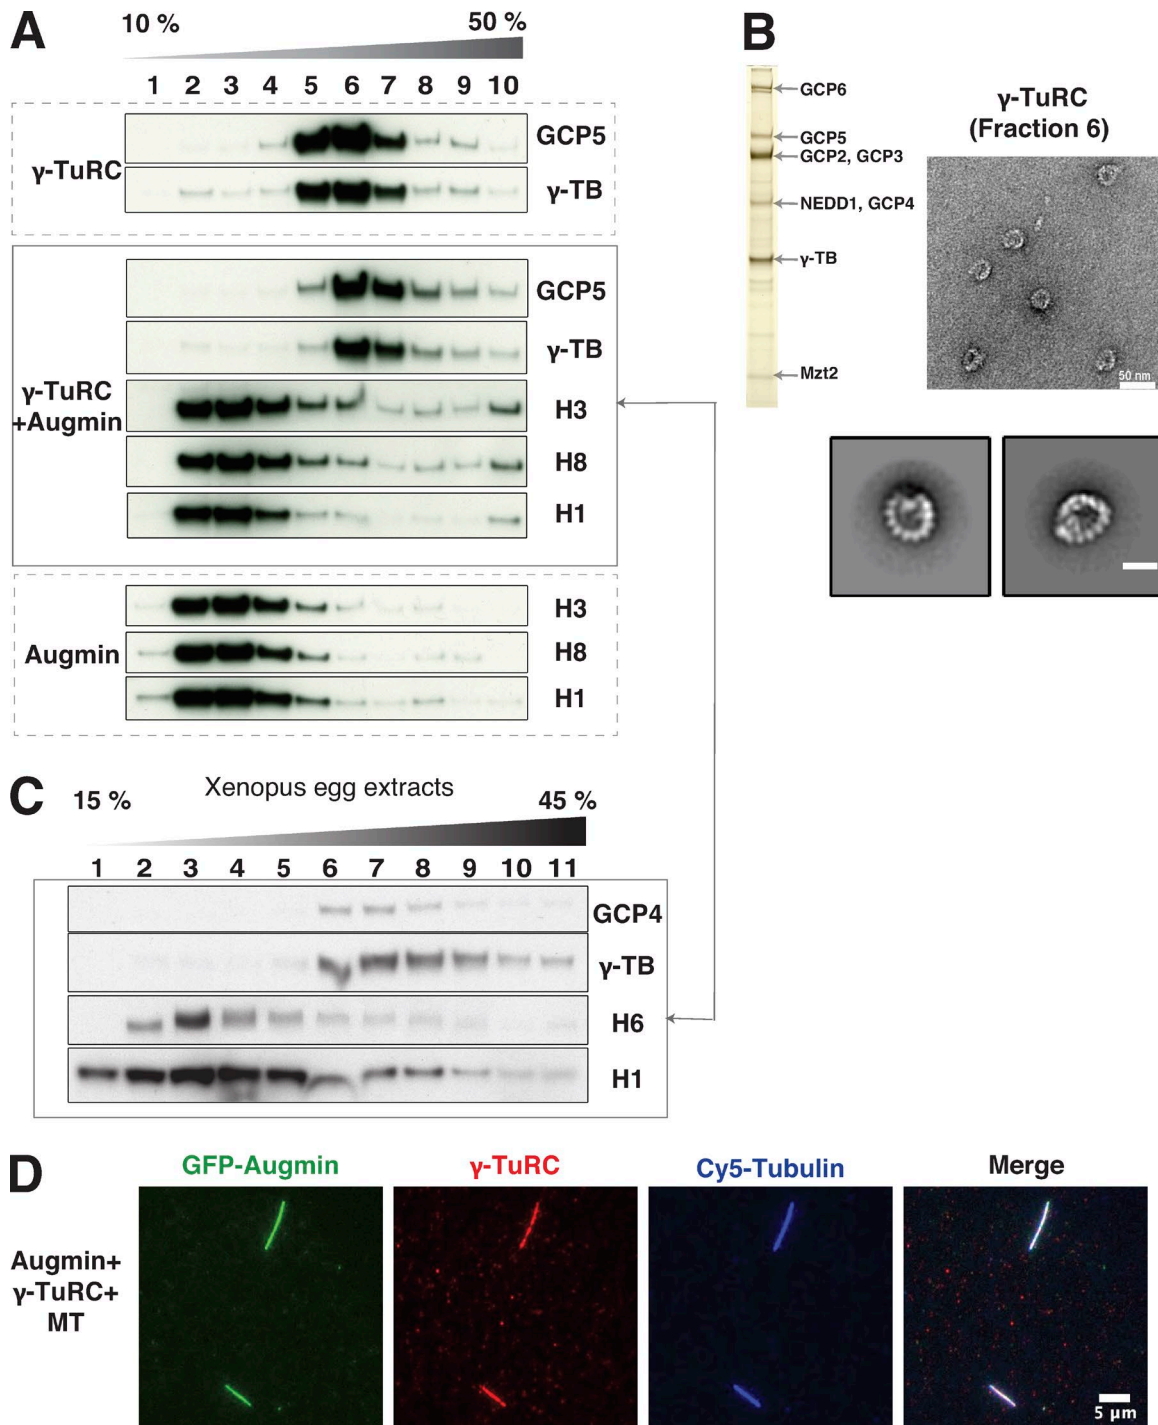 A
10 %
50 %
1 2 3 4 5 6 7 8 9 10
γ-TuRC
GCP5
γ-TB
γ-TuRC
+Augmin
GCP5
γ-TB
H3
H8
H1
Augmin
H3
H8
H1
B
GCP6
GCP5
GCP2, GCP3
NEDD1, GCP4
γ-TB
Mzt2
γ-TuRC
(Fraction 6)
50 nm
C
Xenopus egg extracts
15 %
45 %
1 2 3 4 5 6 7 8 9 10 11
GCP4
γ-TB
H6
H1
D
GFP-Augmin
γ-TuRC
Cy5-Tubulin
Merge
Augmin+
γ-TuRC+
MT
5 μm